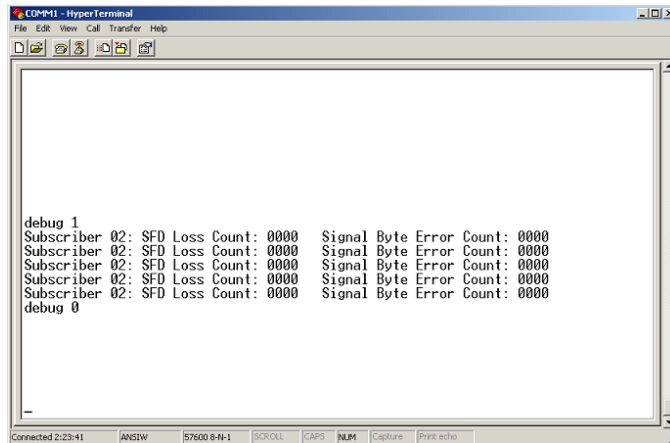 COMM1 - HyperTerminal
File Edit View Call Transfer Help
debug 1
Subscriber 02: SFD Loss Count: 0000 Signal Byte Error Count: 0000
Subscriber 02: SFD Loss Count: 0000 Signal Byte Error Count: 0000
Subscriber 02: SFD Loss Count: 0000 Signal Byte Error Count: 0000
Subscriber 02: SFD Loss Count: 0000 Signal Byte Error Count: 0000
Subscriber 02: SFD Loss Count: 0000 Signal Byte Error Count: 0000
debug 0
_
Connected 2:23:41 ANSIW 57600 8-N-1 SCROLL CAPS NUM Capture Print echo